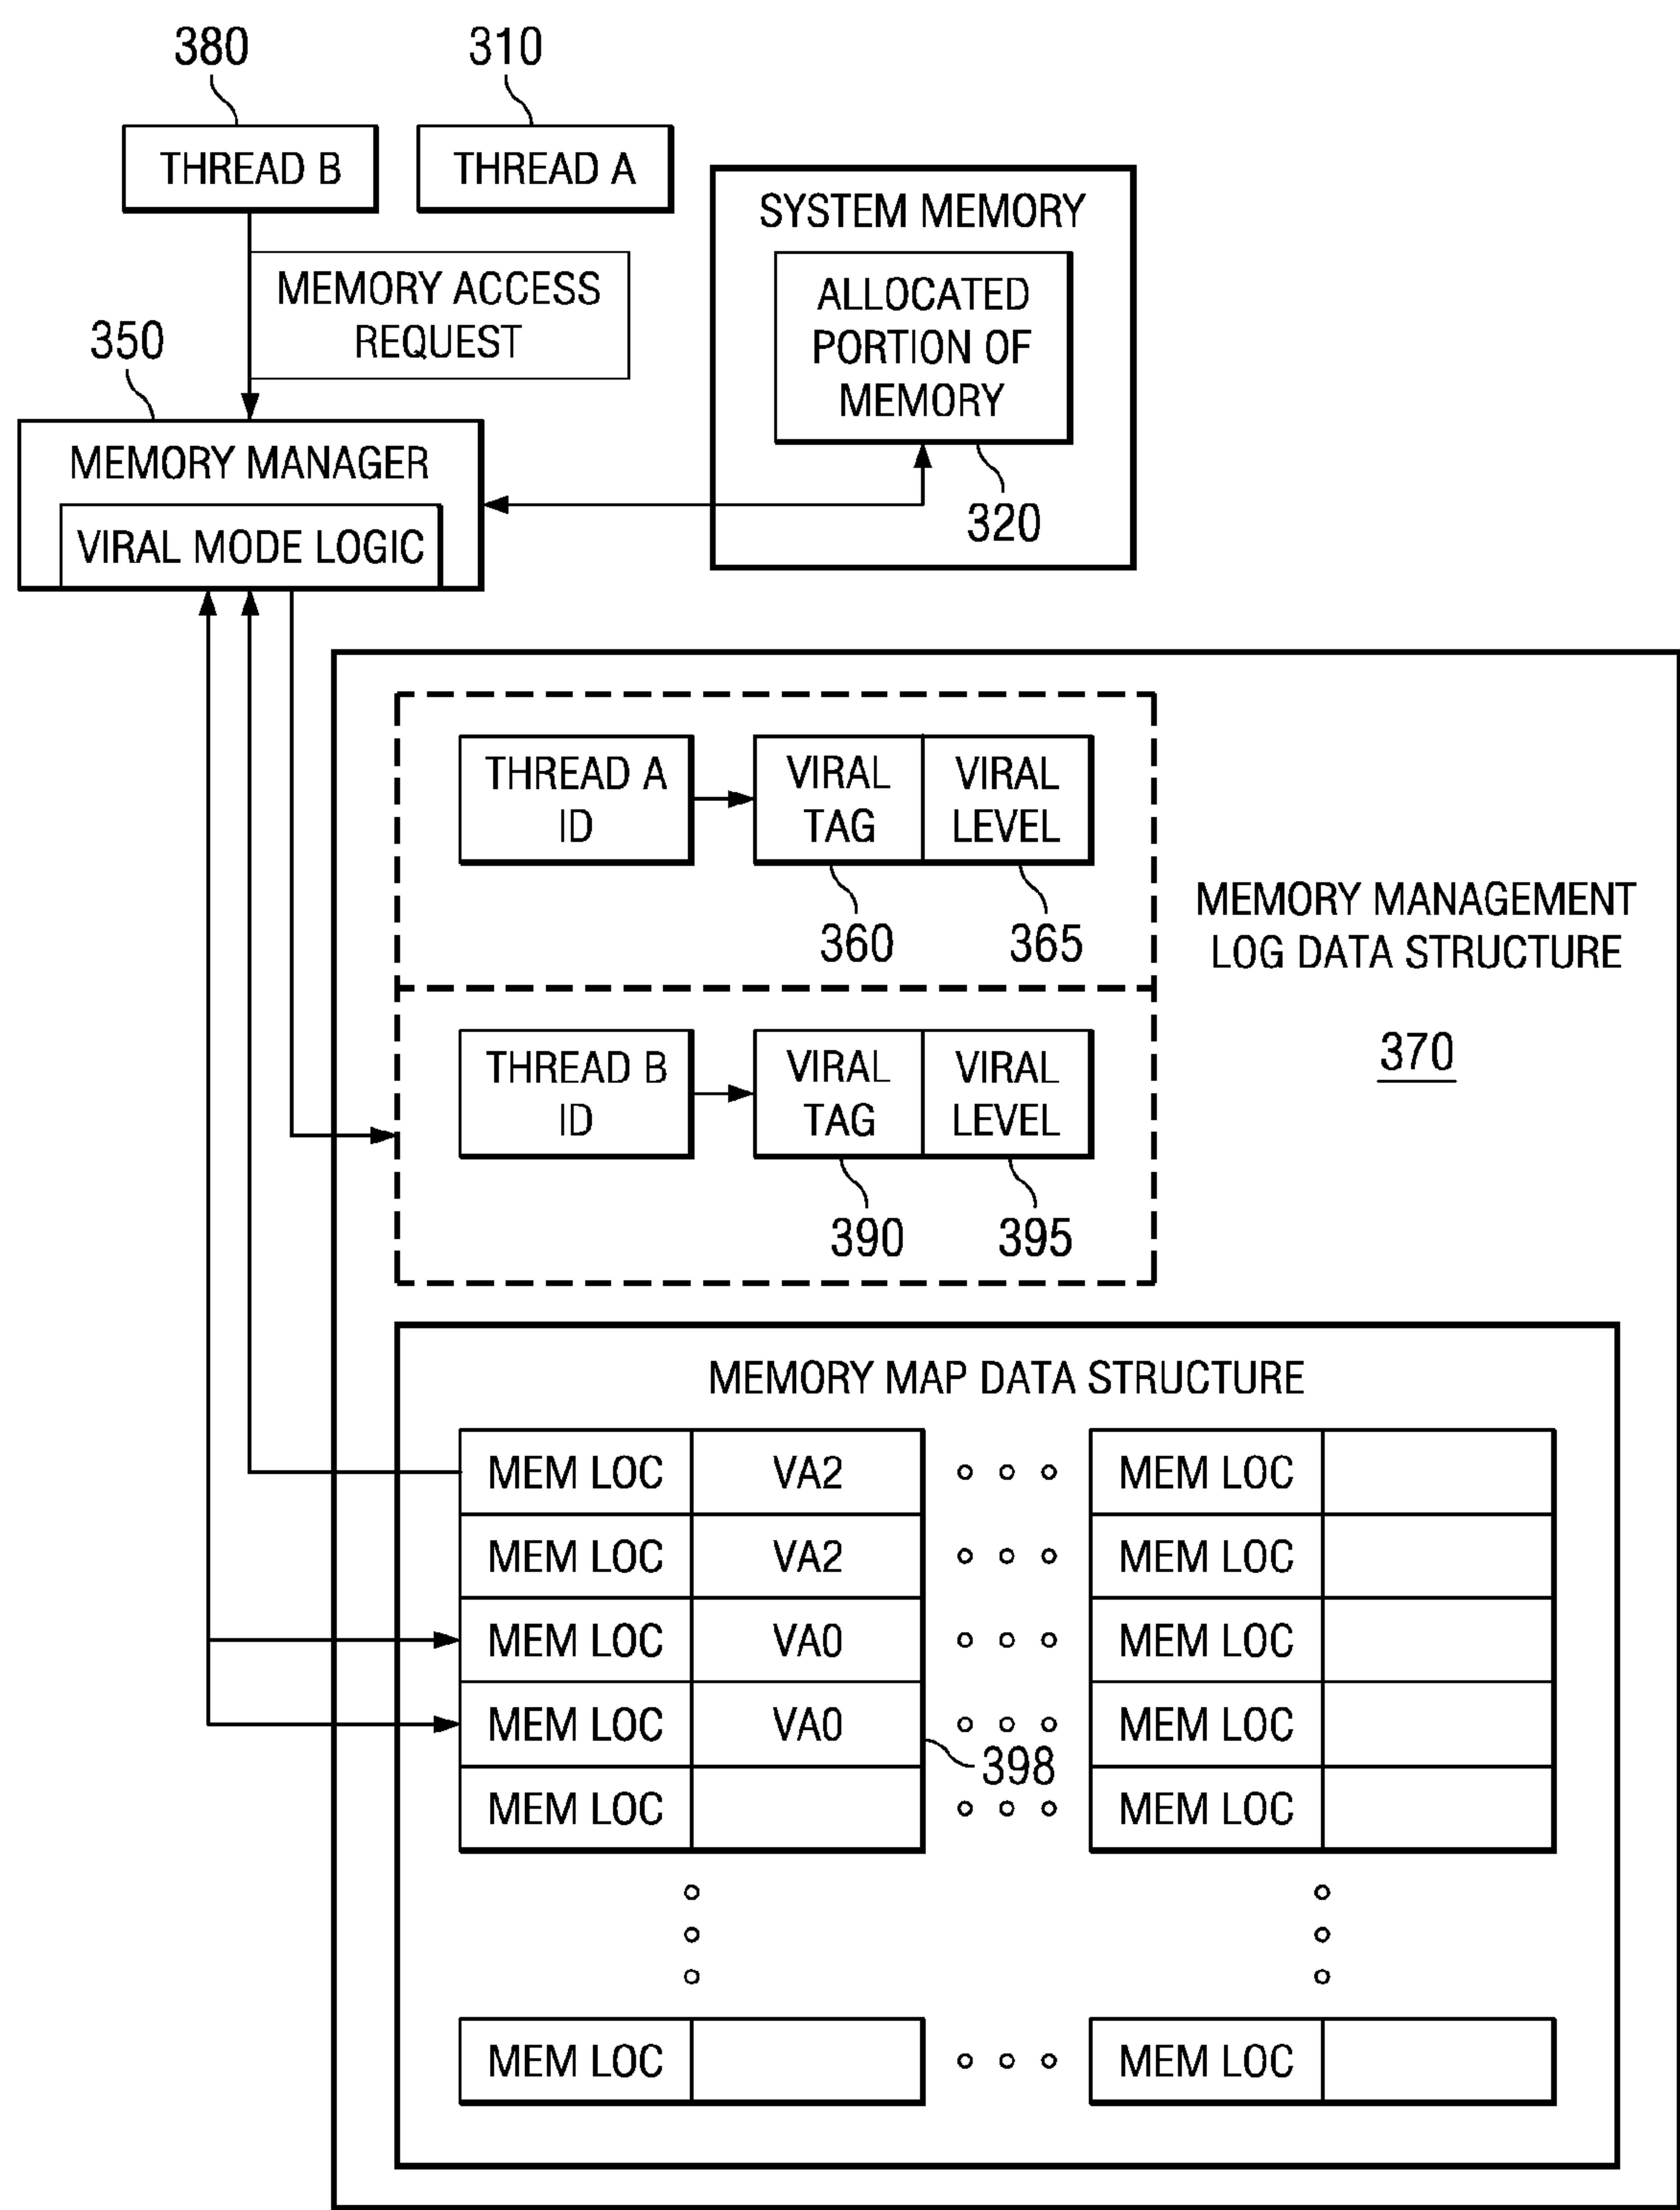 380
310
THREAD B
THREAD A
SYSTEM MEMORY
ALLOCATED
PORTION OF
MEMORY
320
MEMORY ACCESS
REQUEST
350
MEMORY MANAGER
VIRAL MODE LOGIC
THREAD A
ID
VIRAL
TAG
VIRAL
LEVEL
360
365
MEMORY MANAGEMENT
LOG DATA STRUCTURE
370
THREAD B
ID
VIRAL
TAG
VIRAL
LEVEL
390
395
MEMORY MAP DATA STRUCTURE
MEM LOC VA2 MEM LOC
MEM LOC VA2 MEM LOC
MEM LOC VA0 MEM LOC
MEM LOC VA0 MEM LOC
398
MEM LOC MEM LOC
MEM LOC MEM LOC